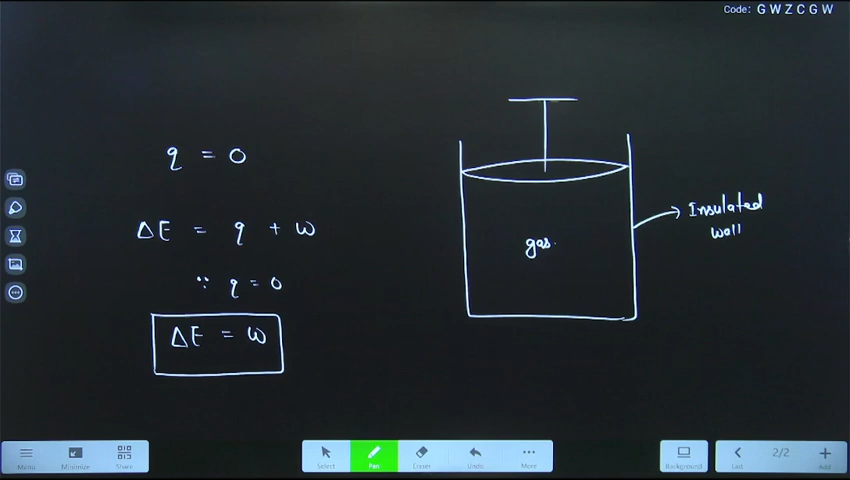 Code: GWZCGW
q = 0
ΔE = q + w
∵ q = 0
ΔE = w
gas.
Insulated
wall
Menu
Minimize
Share
Select
Pen
Eraser
Undo
More
Background
Last
2/2
Add